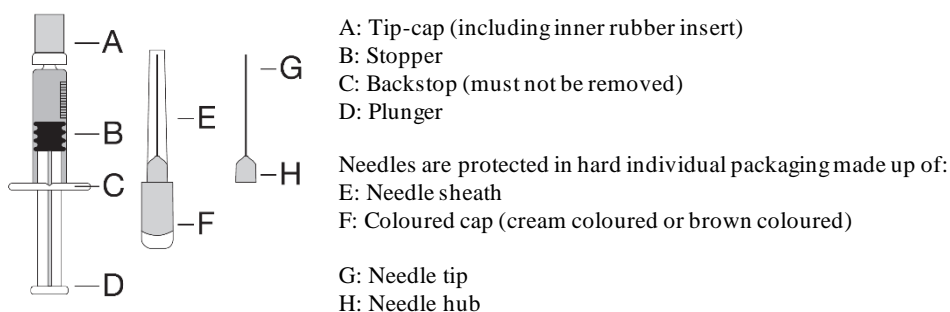 A
B
C
D
E
F
G
H
A: Tip-cap (including inner rubber insert)
B: Stopper
C: Backstop (must not be removed)
D: Plunger
Needles are protected in hard individual packaging made up of:
E: Needle sheath
F: Coloured cap (cream coloured or brown coloured)
G: Needle tip
H: Needle hub